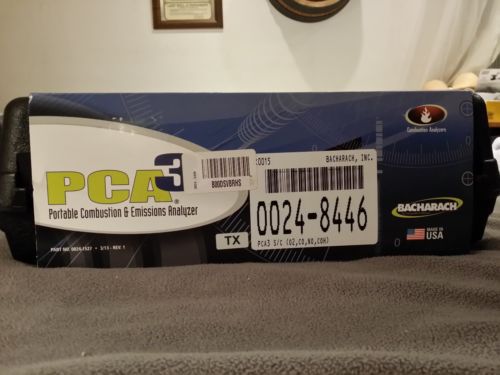 PCA3®
Portable Combustion & Emissions Analyzer
B00DSVBRHS
TX
BACHARACH, INC.
0024-8446
PCA3 S/C (O2,CO,NO,COH)
Combustion Analyzers
BACHARACH
MADE IN
USA